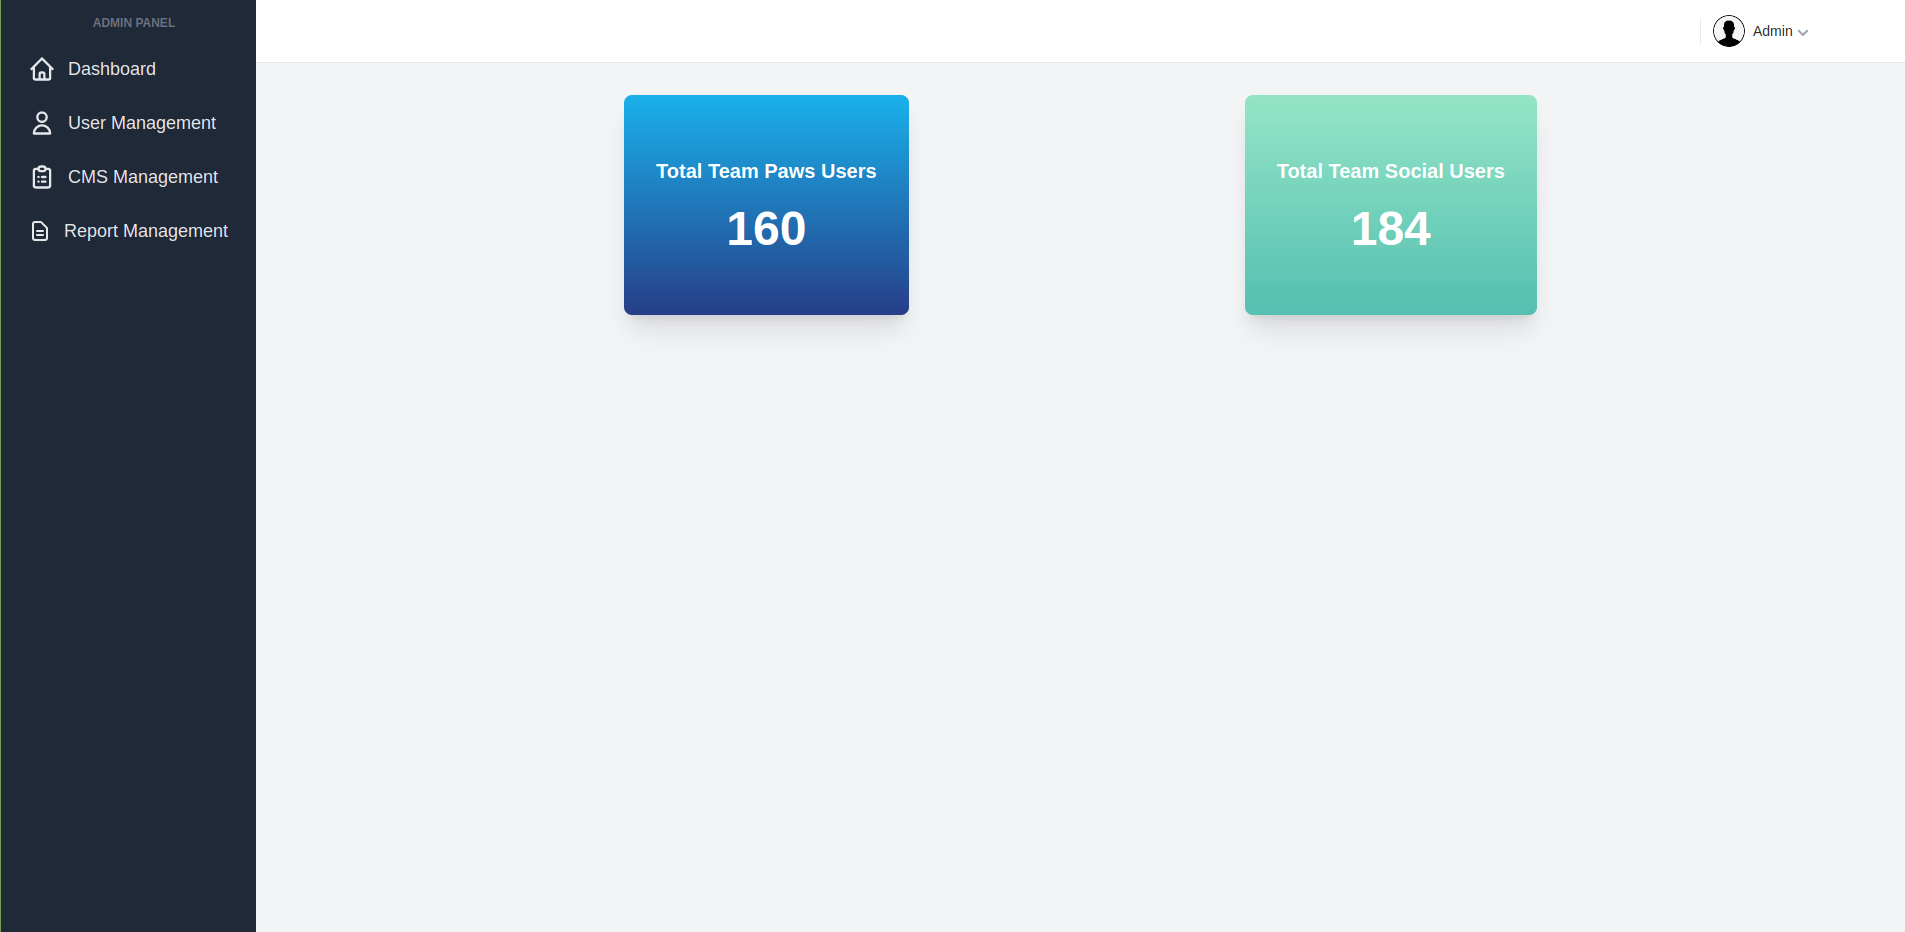 ADMIN PANEL
Dashboard
User Management
CMS Management
Report Management
Admin
Total Team Paws Users
160
Total Team Social Users
184